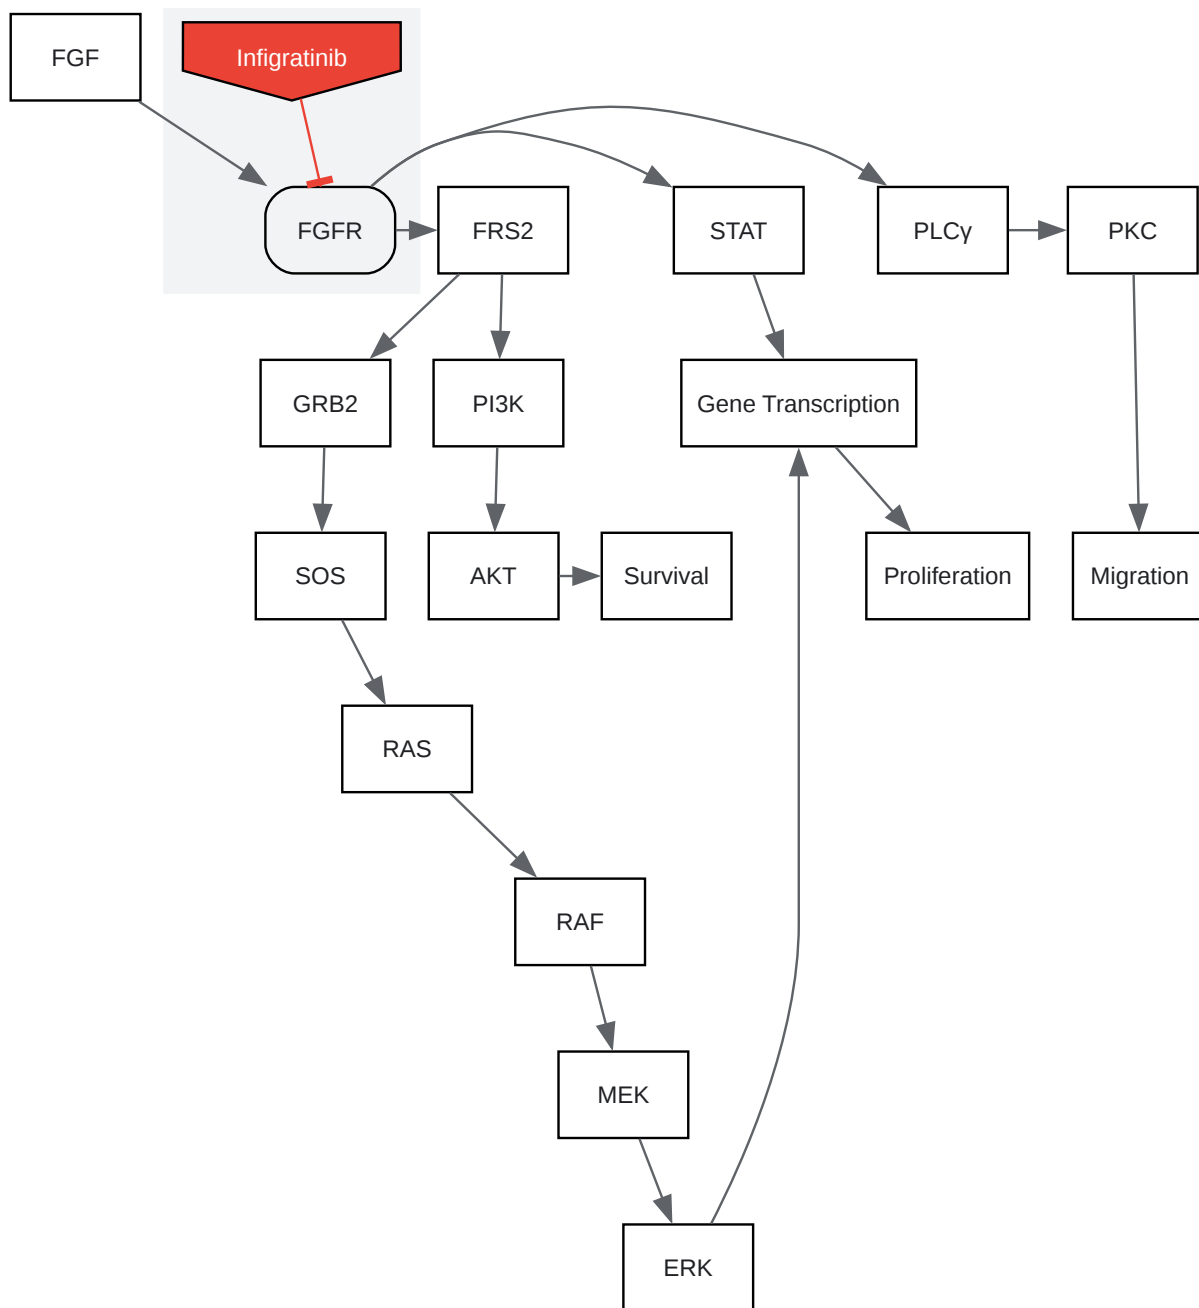 FGF
Infigratinib
FGFR
FRS2
STAT
PLCγ
PKC
GRB2
PI3K
Gene Transcription
SOS
AKT
Survival
Proliferation
Migration
RAS
RAF
MEK
ERK